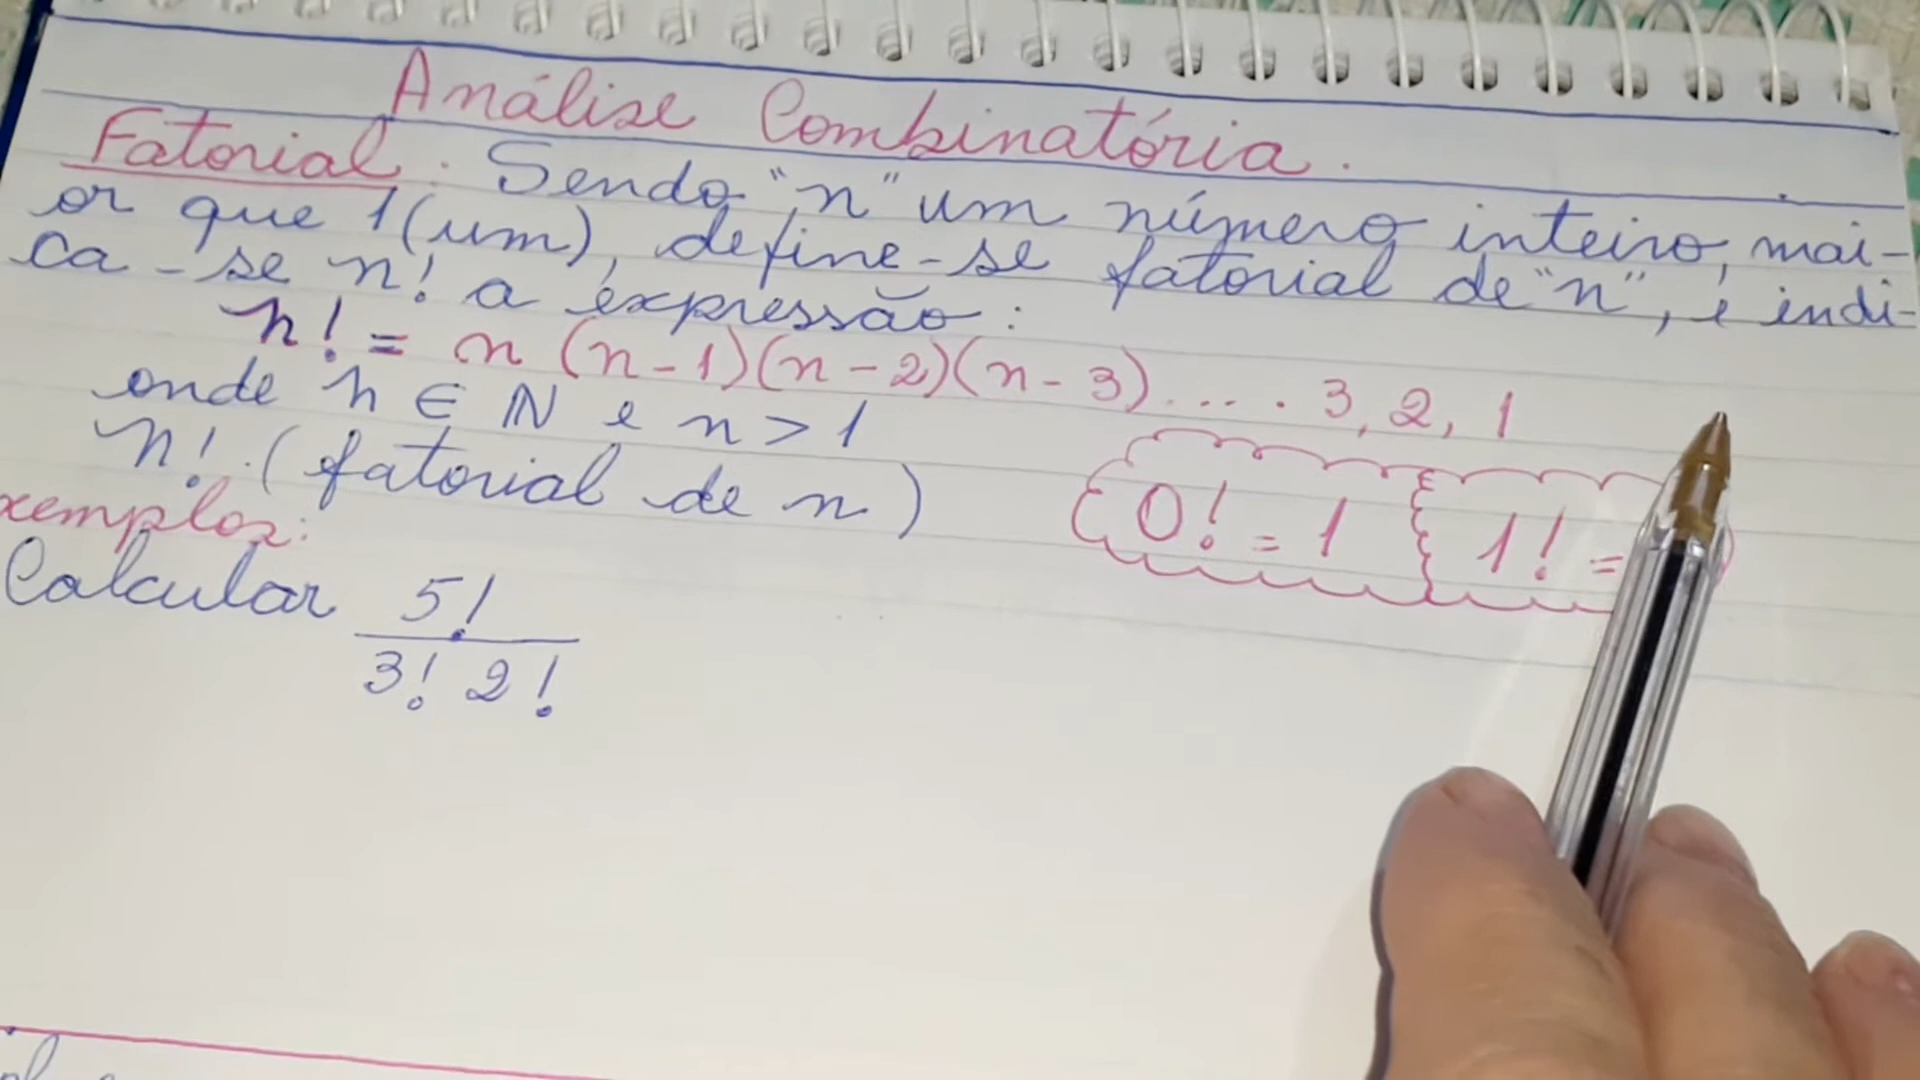 Análise Combinatória.
Fatorial. Sendo "n" um número inteiro, mai-
or que 1 (um), define-se fatorial de "n", e indi-
ca-se n! a expressão:
n! = n (n-1)(n-2)(n-3).... 3, 2, 1
onde n ∈ ℕ e n > 1
n! (fatorial de n)
0! = 1 1! =
xemplos:
Calcular 5!
3! 2!